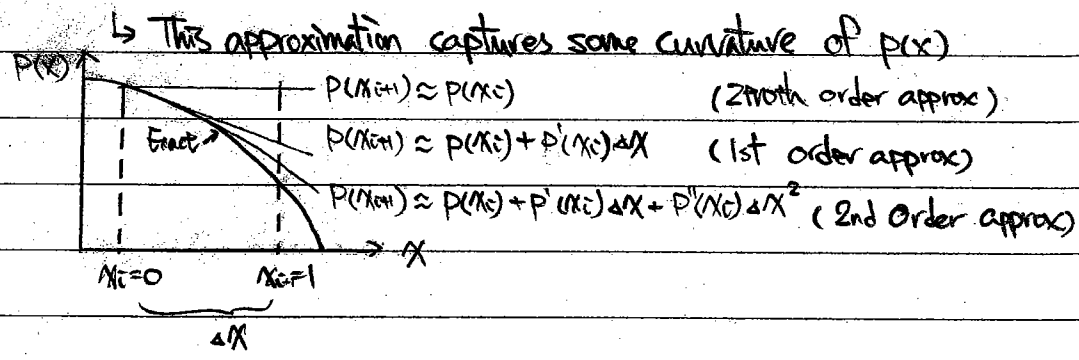 ↳ This approximation captures some curvature of p(x)
P(x)
P(xi+1) ≈ P(xi) (Zeroth order approx)
Exact
P(xi+1) ≈ P(xi) + P'(xi)ΔX (1st order approx)
P(xi+1) ≈ P(xi) + P'(xi)ΔX + P''(xi)ΔX² (2nd Order approx)
X
xi=0 xi+1=1
ΔX